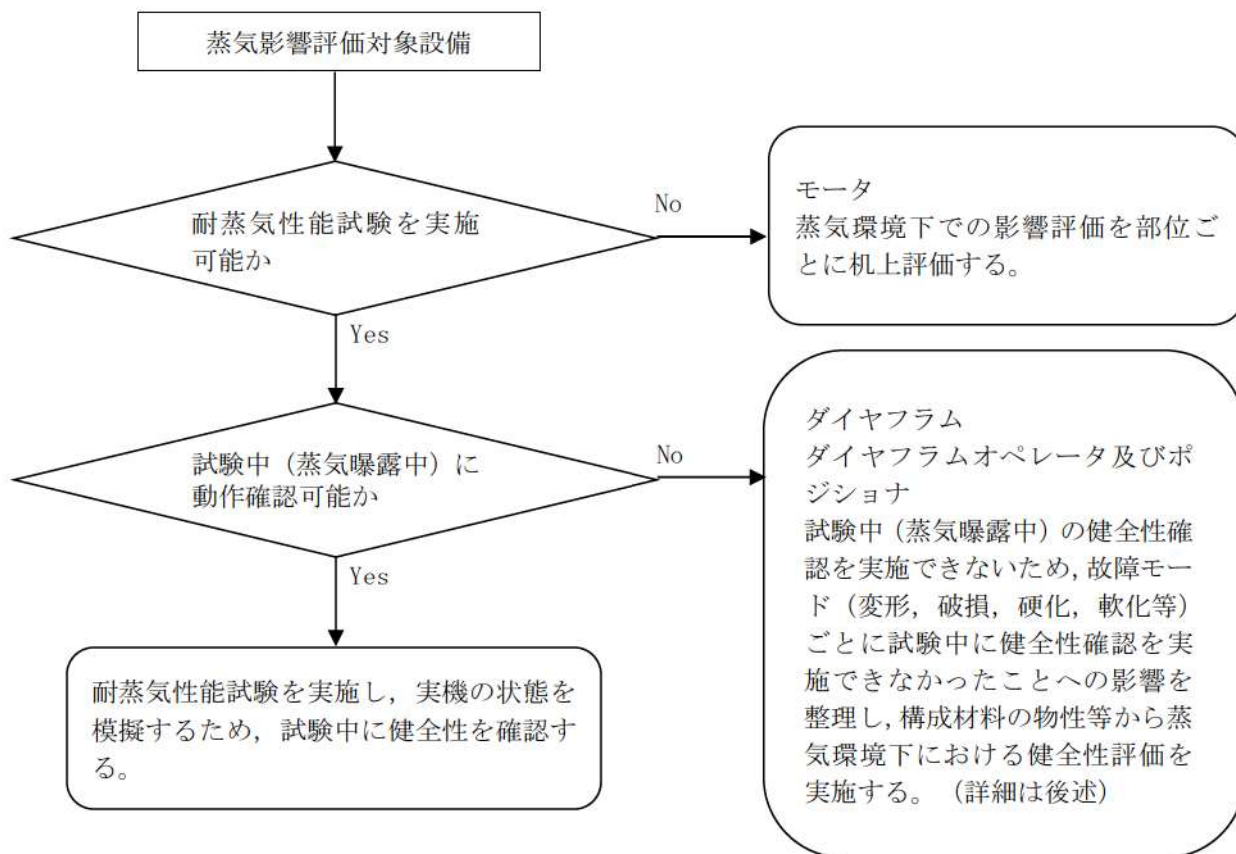 蒸気影響評価対象設備
耐蒸気性能試験を実施
可能か
No
モータ
蒸気環境下での影響評価を部位ご
とに机上評価する。
Yes
試験中（蒸気曝露中）に
動作確認可能か
No
ダイヤフラム
ダイヤフラムオペレータ及びポ
ジショナ
試験中（蒸気曝露中）の健全性確
認を実施できないため，故障モー
ド（変形，破損，硬化，軟化等）
ごとに試験中に健全性確認を実
施できなかったことへの影響を
整理し，構成材料の物性等から蒸
気環境下における健全性評価を
実施する。（詳細は後述）
Yes
耐蒸気性能試験を実施し，実機の状態を
模擬するため，試験中に健全性を確認す
る。